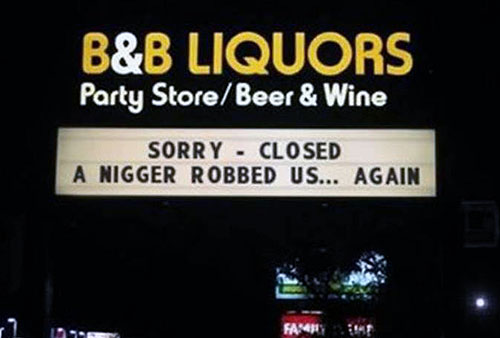 B&B LIQUORS
Party Store/Beer & Wine
SORRY - CLOSED
A NIGGER ROBBED US... AGAIN